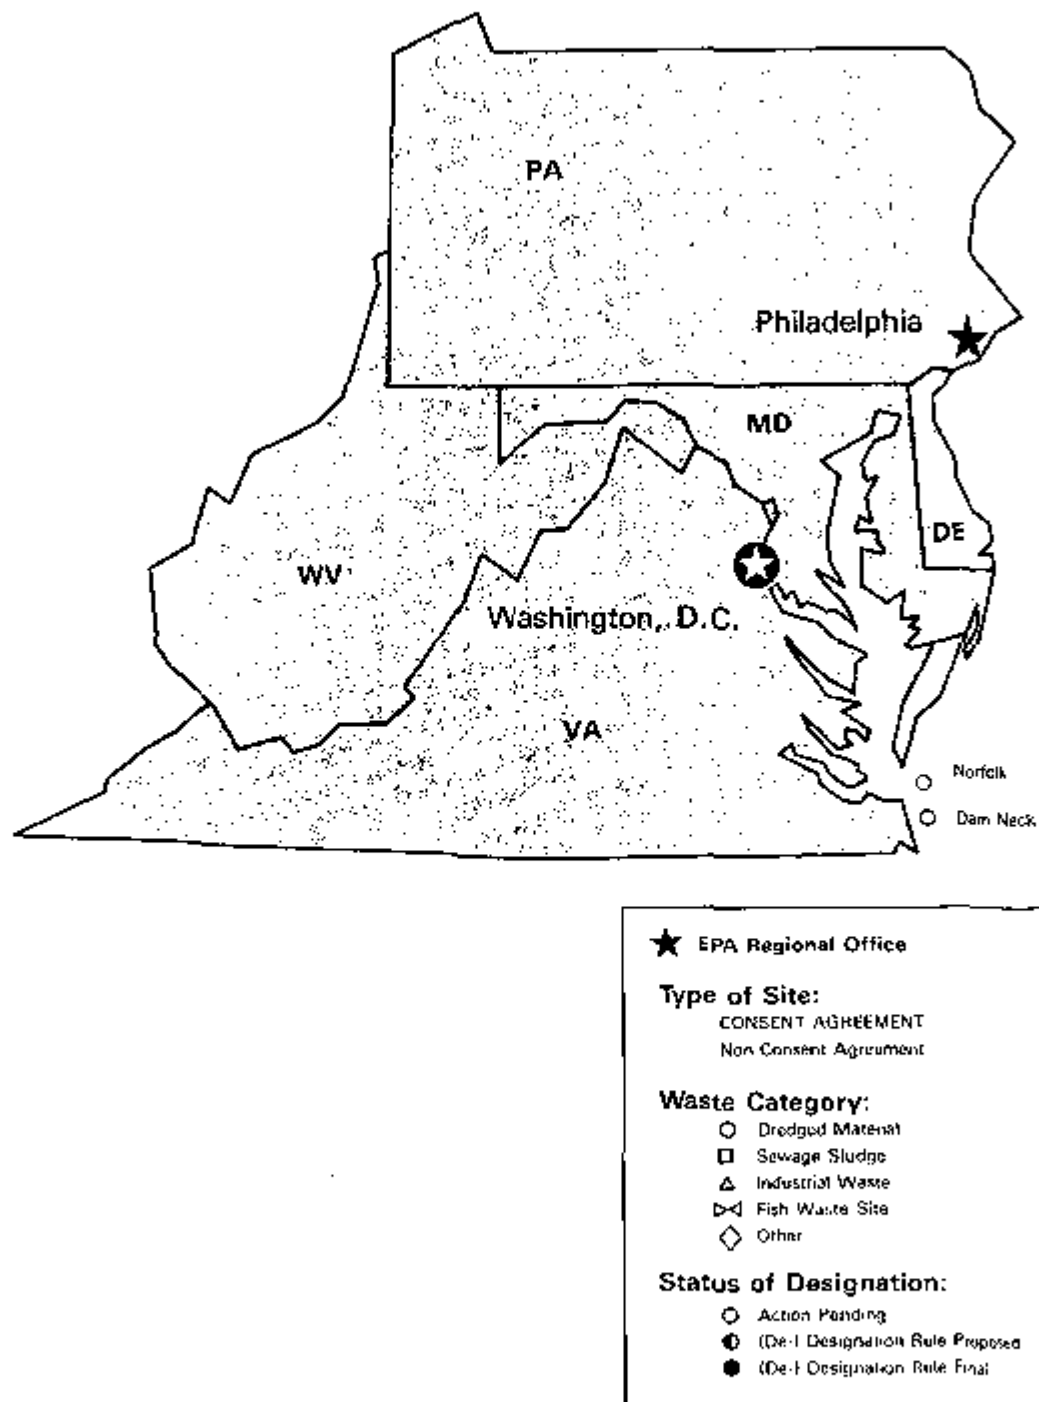 PA
Philadelphia
MD
DE
WV
Washington, D.C.
VA
Norfolk
Dam Neck
EPA Regional Office
Type of Site:
CONSENT AGREEMENT
Non Consent Agreement
Waste Category:
Dredged Material
Sewage Sludge
Industrial Waste
Fish Waste Site
Other
Status of Designation:
Action Pending
(De-) Designation Rule Proposed
(De-) Designation Rule Final